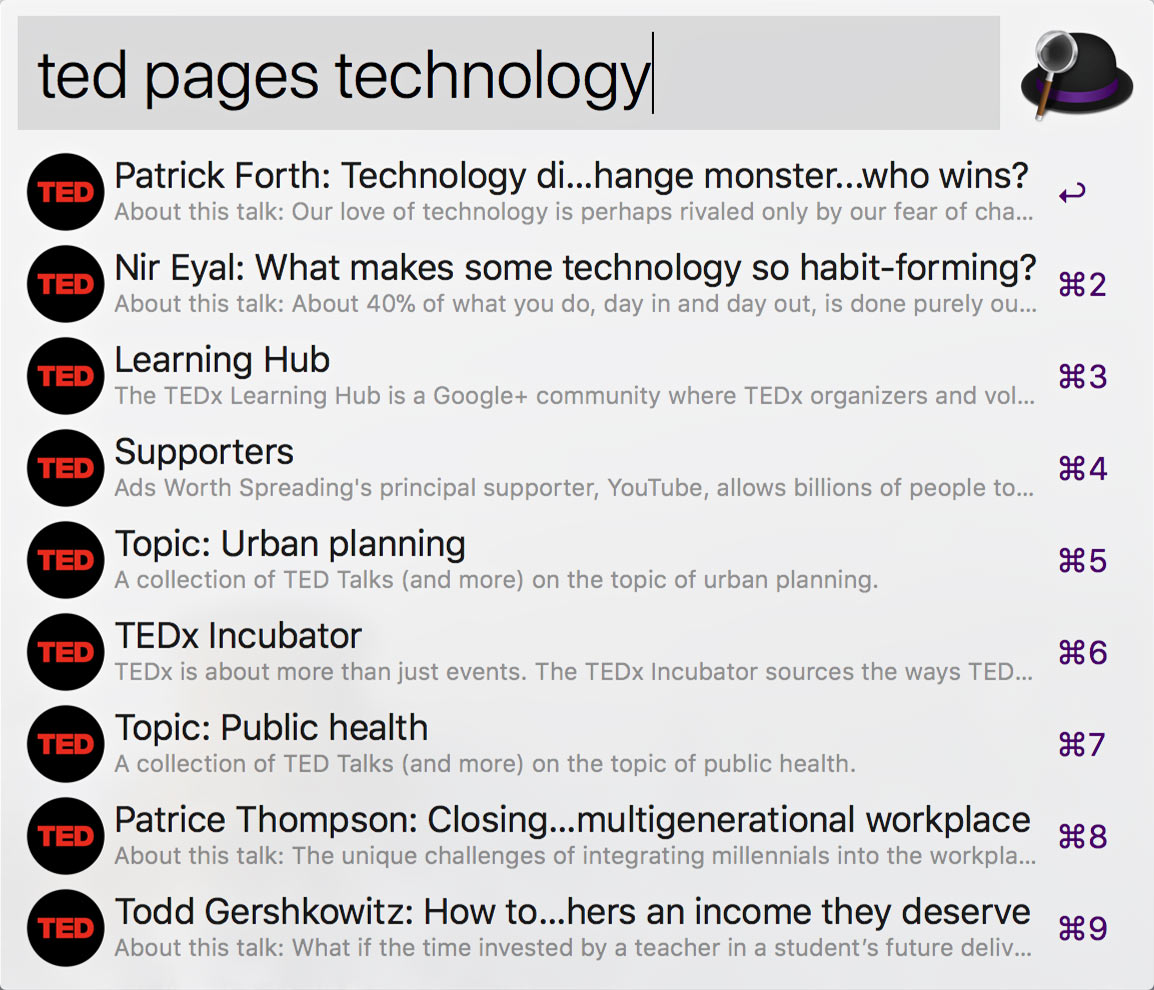 ted pages technology
TED
Patrick Forth: Technology di...hange monster...who wins?
About this talk: Our love of technology is perhaps rivaled only by our fear of cha...
↩
TED
Nir Eyal: What makes some technology so habit-forming?
About this talk: About 40% of what you do, day in and day out, is done purely ou...
⌘2
TED
Learning Hub
The TEDx Learning Hub is a Google+ community where TEDx organizers and vol...
⌘3
TED
Supporters
Ads Worth Spreading's principal supporter, YouTube, allows billions of people to...
⌘4
TED
Topic: Urban planning
A collection of TED Talks (and more) on the topic of urban planning.
⌘5
TED
TEDx Incubator
TEDx is about more than just events. The TEDx Incubator sources the ways TED...
⌘6
TED
Topic: Public health
A collection of TED Talks (and more) on the topic of public health.
⌘7
TED
Patrice Thompson: Closing...multigenerational workplace
About this talk: The unique challenges of integrating millennials into the workpla...
⌘8
TED
Todd Gershkowitz: How to...hers an income they deserve
About this talk: What if the time invested by a teacher in a student’s future deliv...
⌘9